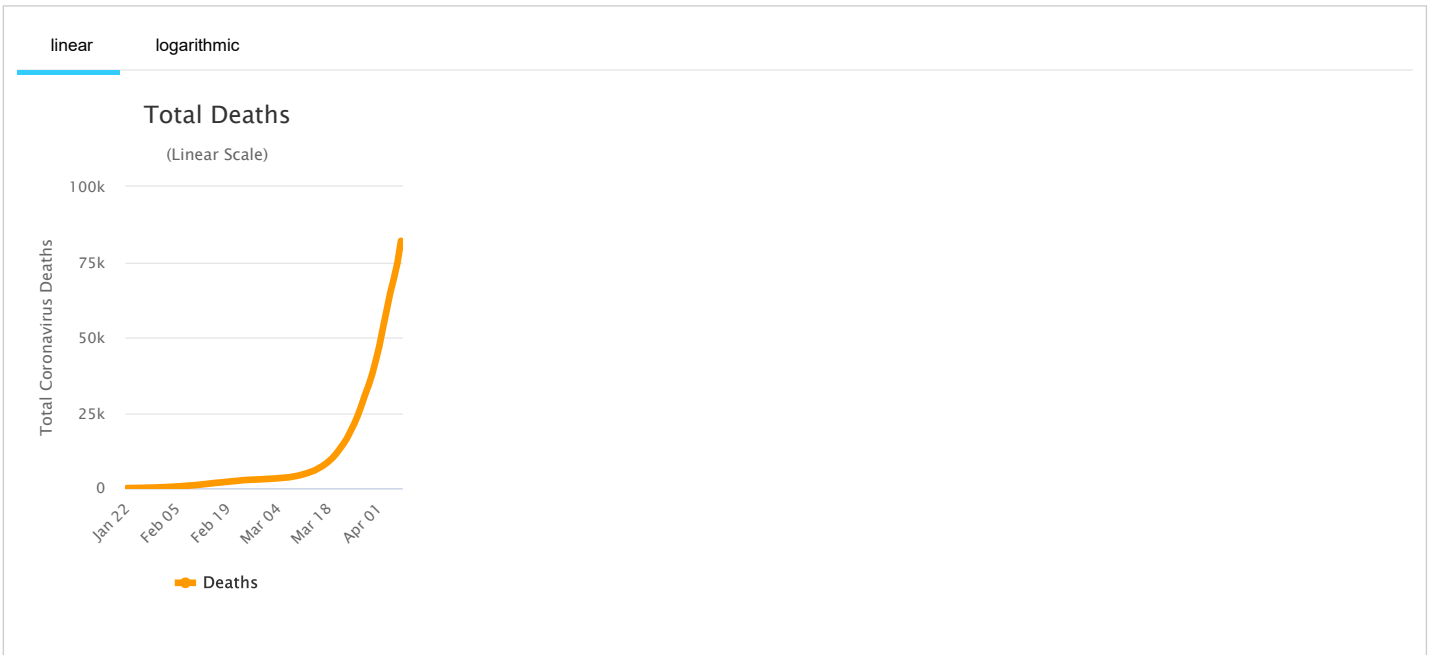 linear logarithmic
Total Deaths
(Linear Scale)
Total Coronavirus Deaths
100k
75k
50k
25k
0
Jan 22 Feb 05 Feb 19 Mar 04 Mar 18 Apr 01
Deaths